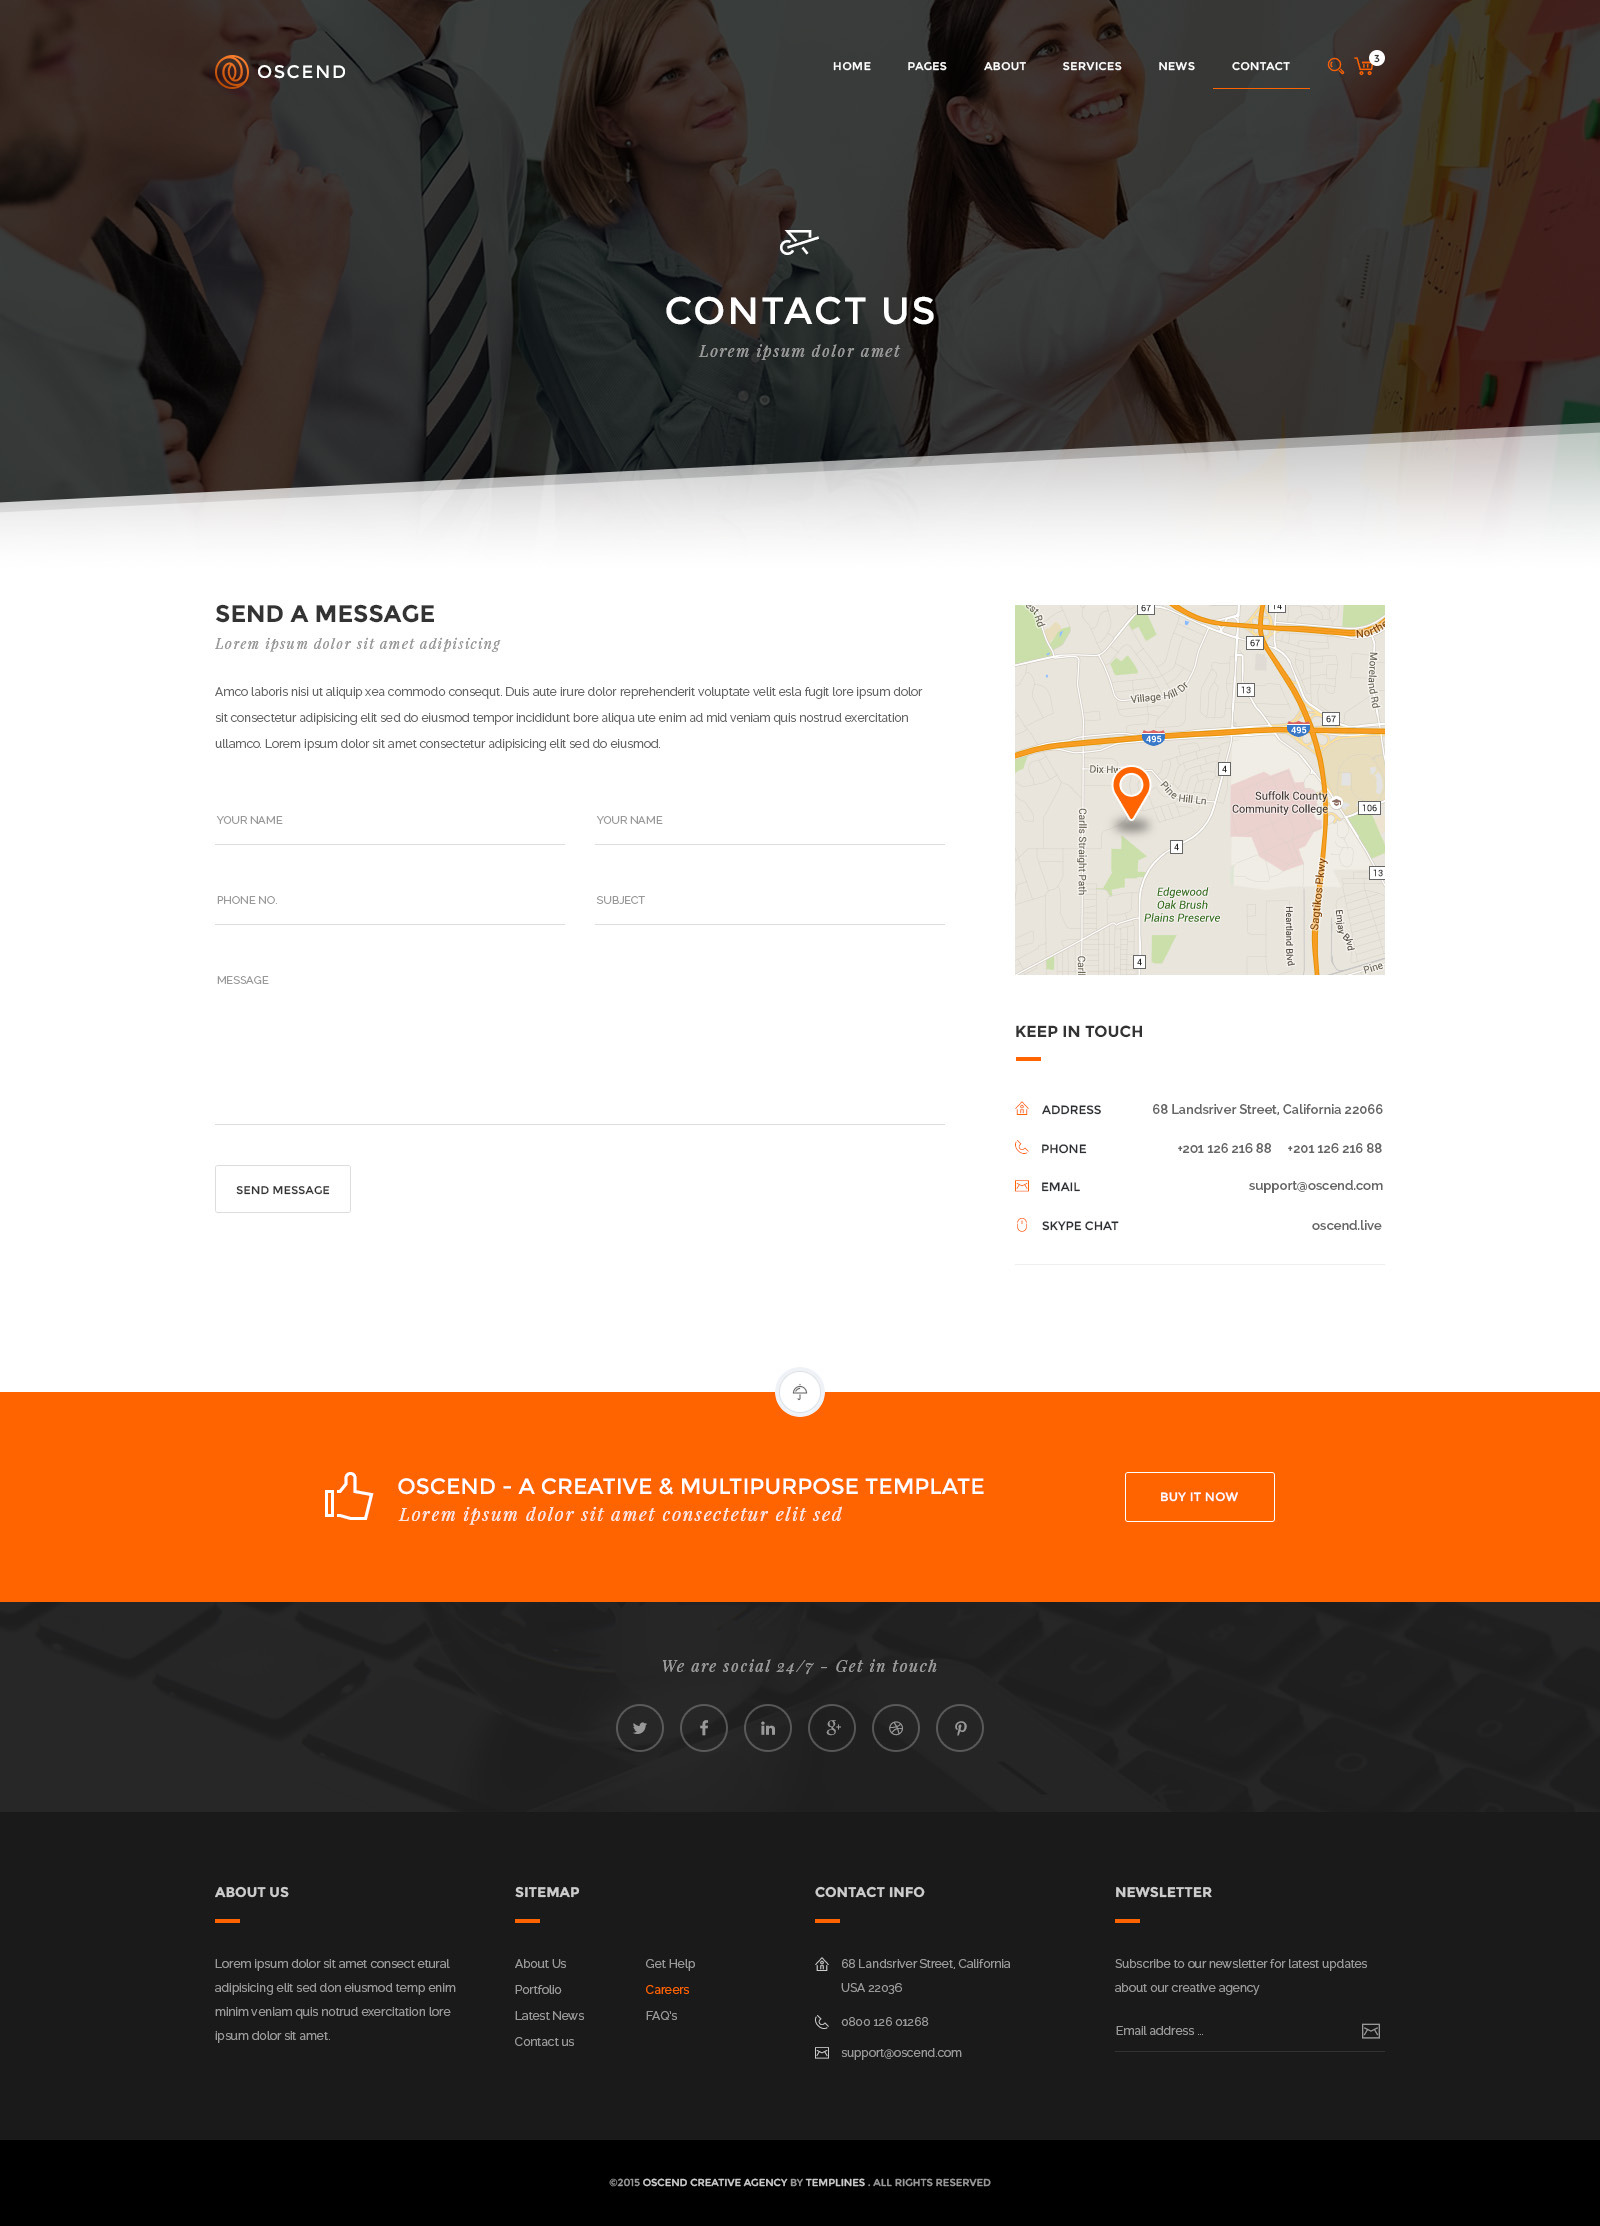 OSCEND
HOME PAGES ABOUT SERVICES NEWS CONTACT 3
CONTACT US
Lorem ipsum dolor amet
SEND A MESSAGE
Lorem ipsum dolor sit amet adipisicing
Amco laboris nisi ut aliquip xea commodo consequt. Duis aute irure dolor reprehenderit voluptate velit esla fugit lore ipsum dolor
sit consectetur adipisicing elit sed do eiusmod tempor incididunt bore aliqua ute enim ad mid veniam quis nostrud exercitation
ullamco. Lorem ipsum dolor sit amet consectetur adipisicing elit sed do eiusmod.
YOUR NAME YOUR NAME
PHONE NO. SUBJECT
MESSAGE
SEND MESSAGE
est Rd
67
14
Northe
67
Moreland Rd
13
Village Hill Dr
67
495
495
Dix Hw
4
Pine Hill Ln
Suffolk County
Community College
106
Carlls Straight Path
4
13
Sagtikos Pkwy
Edgewood
Oak Brush
Plains Preserve
Heartland Blvd
Emjay Blvd
4
Carll
Pine
KEEP IN TOUCH
ADDRESS 68 Landsriver Street, California 22066
PHONE +201 126 216 88 +201 126 216 88
EMAIL support@oscend.com
SKYPE CHAT oscend.live
OSCEND - A CREATIVE & MULTIPURPOSE TEMPLATE
Lorem ipsum dolor sit amet consectetur elit sed
BUY IT NOW
We are social 24/7 - Get in touch
ABOUT US
Lorem ipsum dolor sit amet consect etural
adipisicing elit sed don eiusmod temp enim
minim veniam quis notrud exercitation lore
ipsum dolor sit amet.
SITEMAP
About Us
Portfolio
Latest News
Contact us
Get Help
Careers
FAQ's
CONTACT INFO
68 Landsriver Street, California
USA 22036
0800 126 01268
support@oscend.com
NEWSLETTER
Subscribe to our newsletter for latest updates
about our creative agency
Email address ...
©2015 OSCEND CREATIVE AGENCY BY TEMPLINES . ALL RIGHTS RESERVED